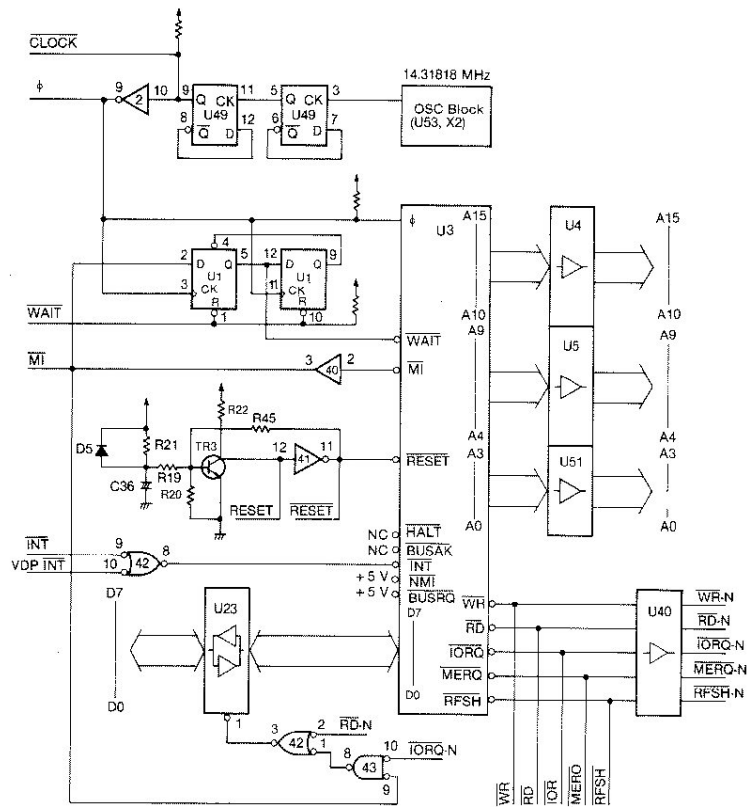 CLOCK
14.31818 MHz
ϕ 9 2 10 9 Q CK 11 5 Q CK 3
OSC Block
(U53, X2)
U49 U49
8 Q D 12 6 Q D 7
ϕ U3 A15 U4 A15
4
2 D Q 5 12 D Q 9
U1 U1
3 CK 11 CK
R R
A10 A10
WAIT 1 10 A9 U5 A9
WAIT
MI 3 40 2 MI
R22
R45
D5 R21 TR3 12 41 11 A4 A4
A3 U51 A3
R19 RESET
C36 R20
RESET RESET
A0 A0
NC HALT
NC BUSAK
INT 9 42 8 INT
VDP INT 10 +5 V NMI
+5 V BUSRQ
D7 U23 D7 WR U40 WR-N
RD RD-N
IORQ IORQ-N
MERQ MERQ-N
D0 D0 RFSH RFSH-N
1
3 42 2 RD-N
1 8 43 10 IORQ-N
9
WR RD IOR MERO RFSH